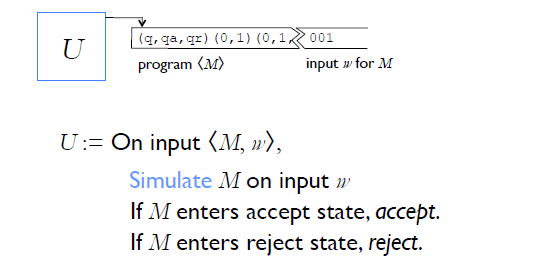 U
(q,qa,qr)(0,1)(0,1 001
program ⟨M⟩ input w for M
U := On input ⟨M, w⟩,
Simulate M on input w
If M enters accept state, accept.
If M enters reject state, reject.